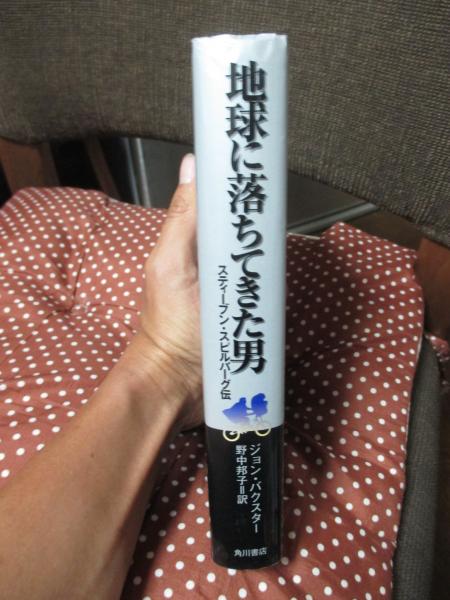 地球に落ちてきた男
スティーブン・スピルバーグ伝
ジョン・バクスター
野中邦子=訳
角川書店